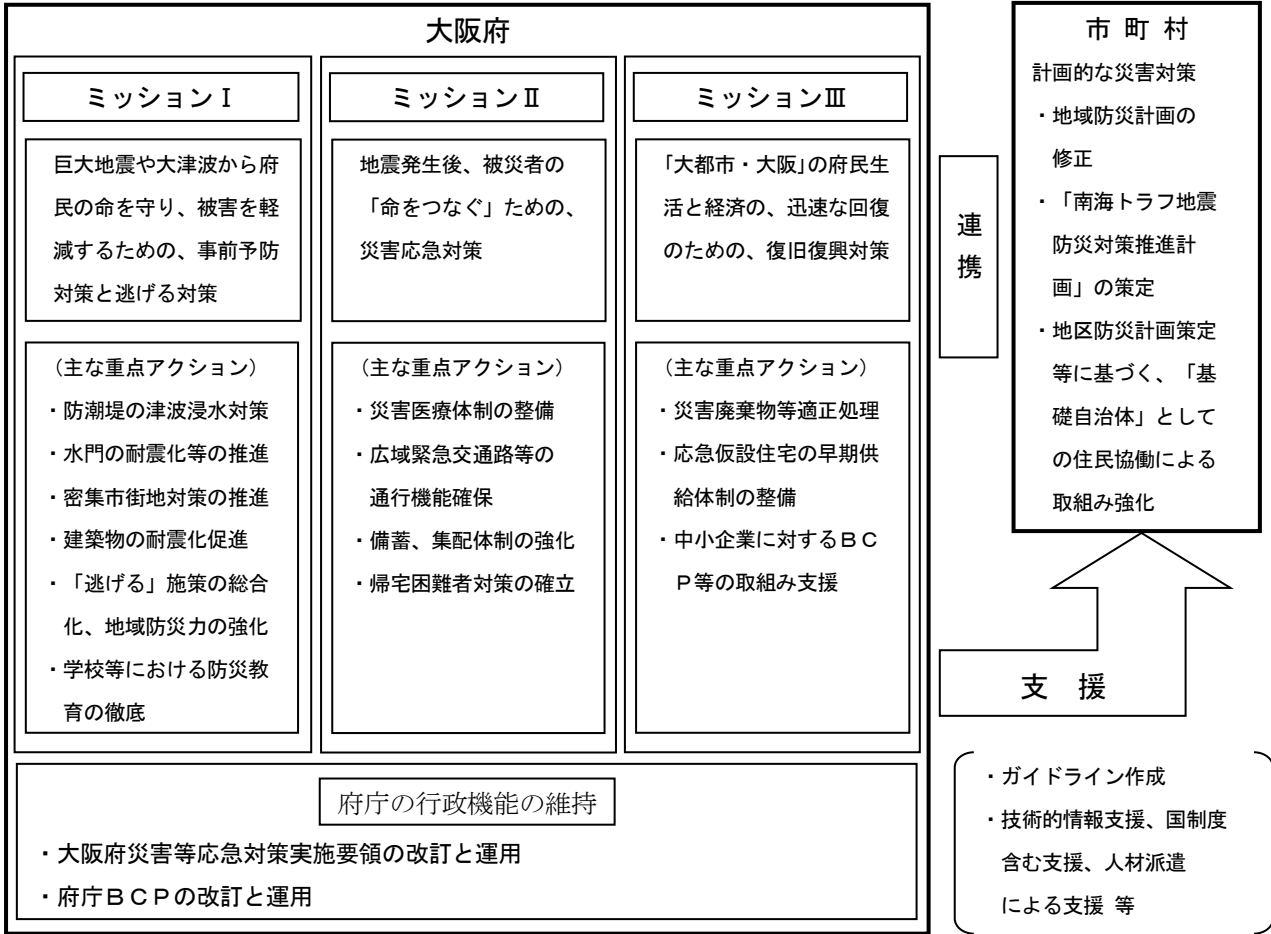 大阪府
ミッションⅠ
巨大地震や大津波から府
民の命を守り、被害を軽
減するための、事前予防
対策と逃げる対策
(主な重点アクション)
・防潮堤の津波浸水対策
・水門の耐震化等の推進
・密集市街地対策の推進
・建築物の耐震化促進
・「逃げる」施策の総合
化、地域防災力の強化
・学校等における防災教
育の徹底
ミッションⅡ
地震発生後、被災者の
「命をつなぐ」ための、
災害応急対策
(主な重点アクション)
・災害医療体制の整備
・広域緊急交通路等の
通行機能確保
・備蓄、集配体制の強化
・帰宅困難者対策の確立
ミッションⅢ
「大都市・大阪」の府民生
活と経済の、迅速な回復
のための、復旧復興対策
(主な重点アクション)
・災害廃棄物等適正処理
・応急仮設住宅の早期供
給体制の整備
・中小企業に対するＢＣ
Ｐ等の取組み支援
府庁の行政機能の維持
・大阪府災害等応急対策実施要領の改訂と運用
・府庁ＢＣＰの改訂と運用
連
携
市 町 村
計画的な災害対策
・地域防災計画の
修正
・「南海トラフ地震
防災対策推進計
画」の策定
・地区防災計画策定
等に基づく、「基
礎自治体」として
の住民協働による
取組み強化
支 援
・ガイドライン作成
・技術的情報支援、国制度
含む支援、人材派遣
による支援 等